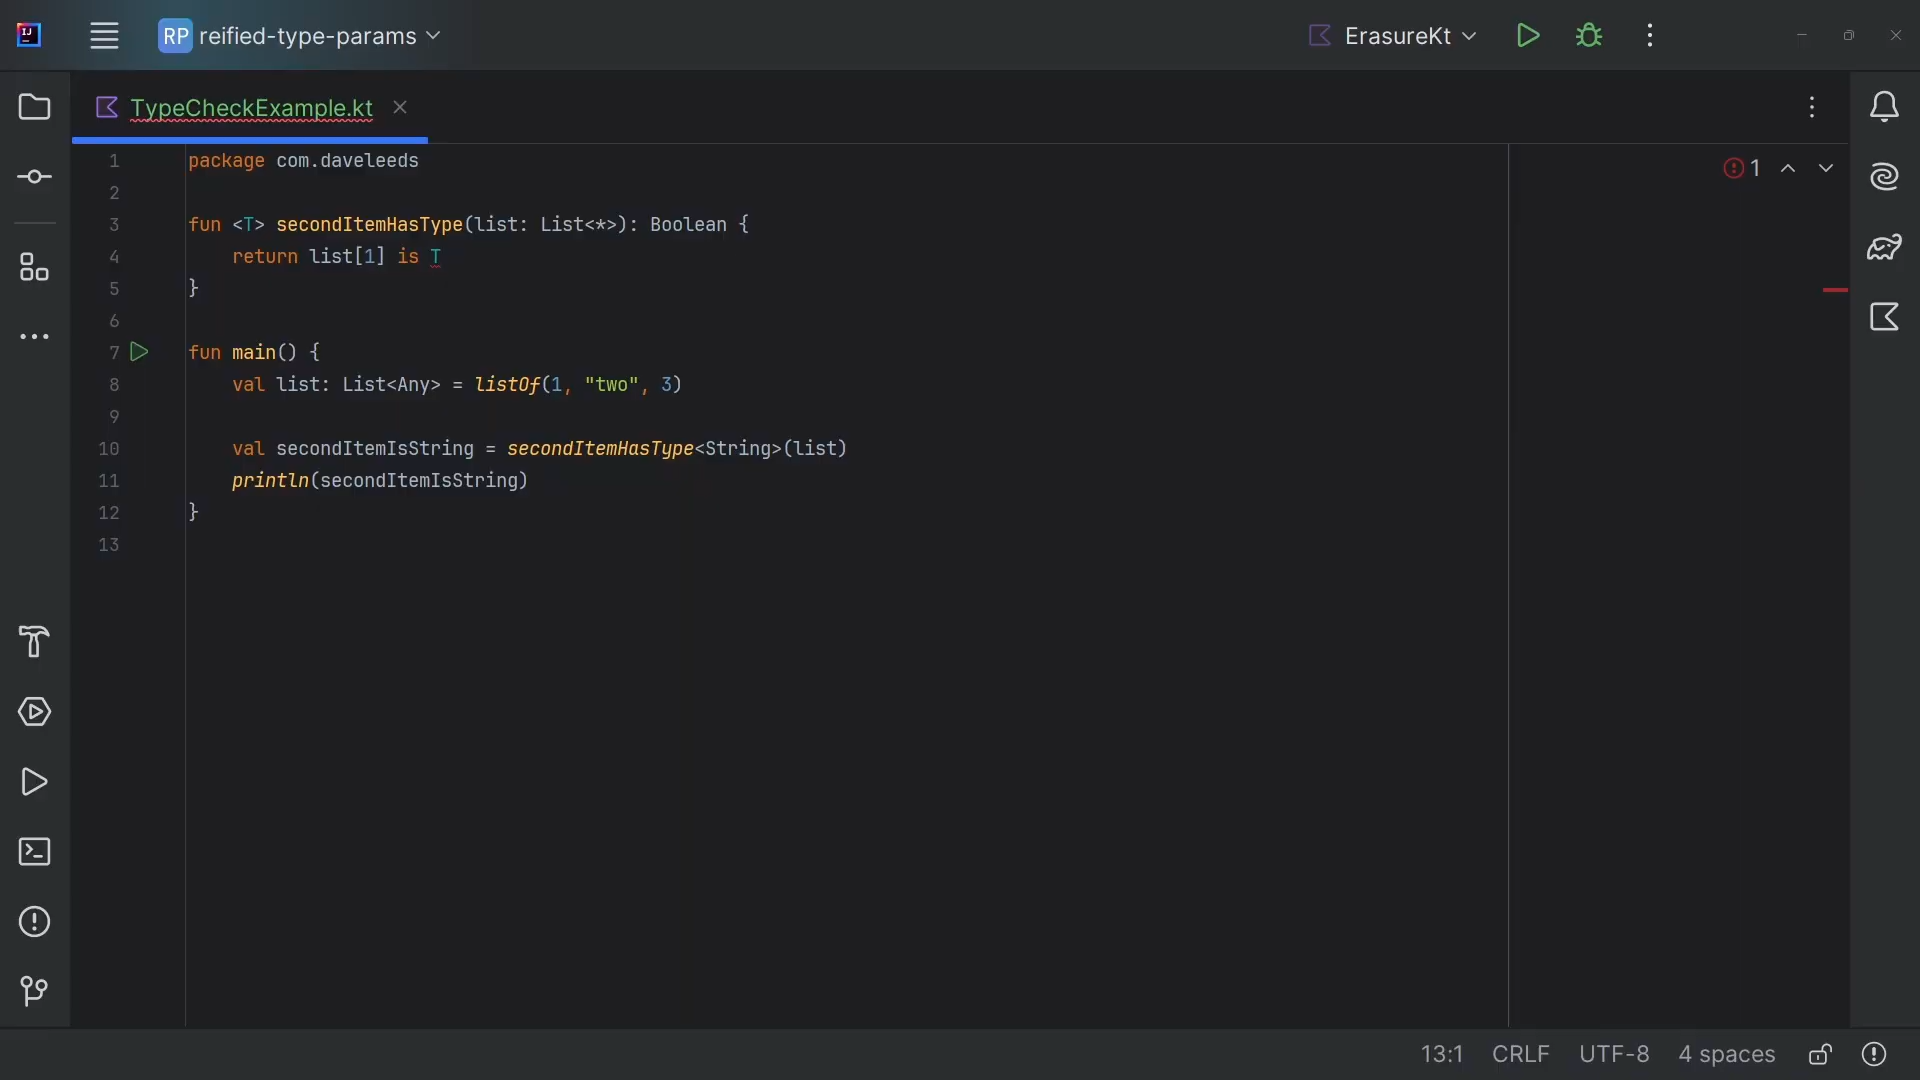 IJ
RP reified-type-params
ErasureKt
TypeCheckExample.kt
1
1 package com.daveleeds
2
3 fun <T> secondItemHasType(list: List<*>): Boolean {
4     return list[1] is T
5 }
6
7 fun main() {
8     val list: List<Any> = listOf(1, "two", 3)
9
10     val secondItemIsString = secondItemHasType<String>(list)
11     println(secondItemIsString)
12 }
13
13:1 CRLF UTF-8 4 spaces